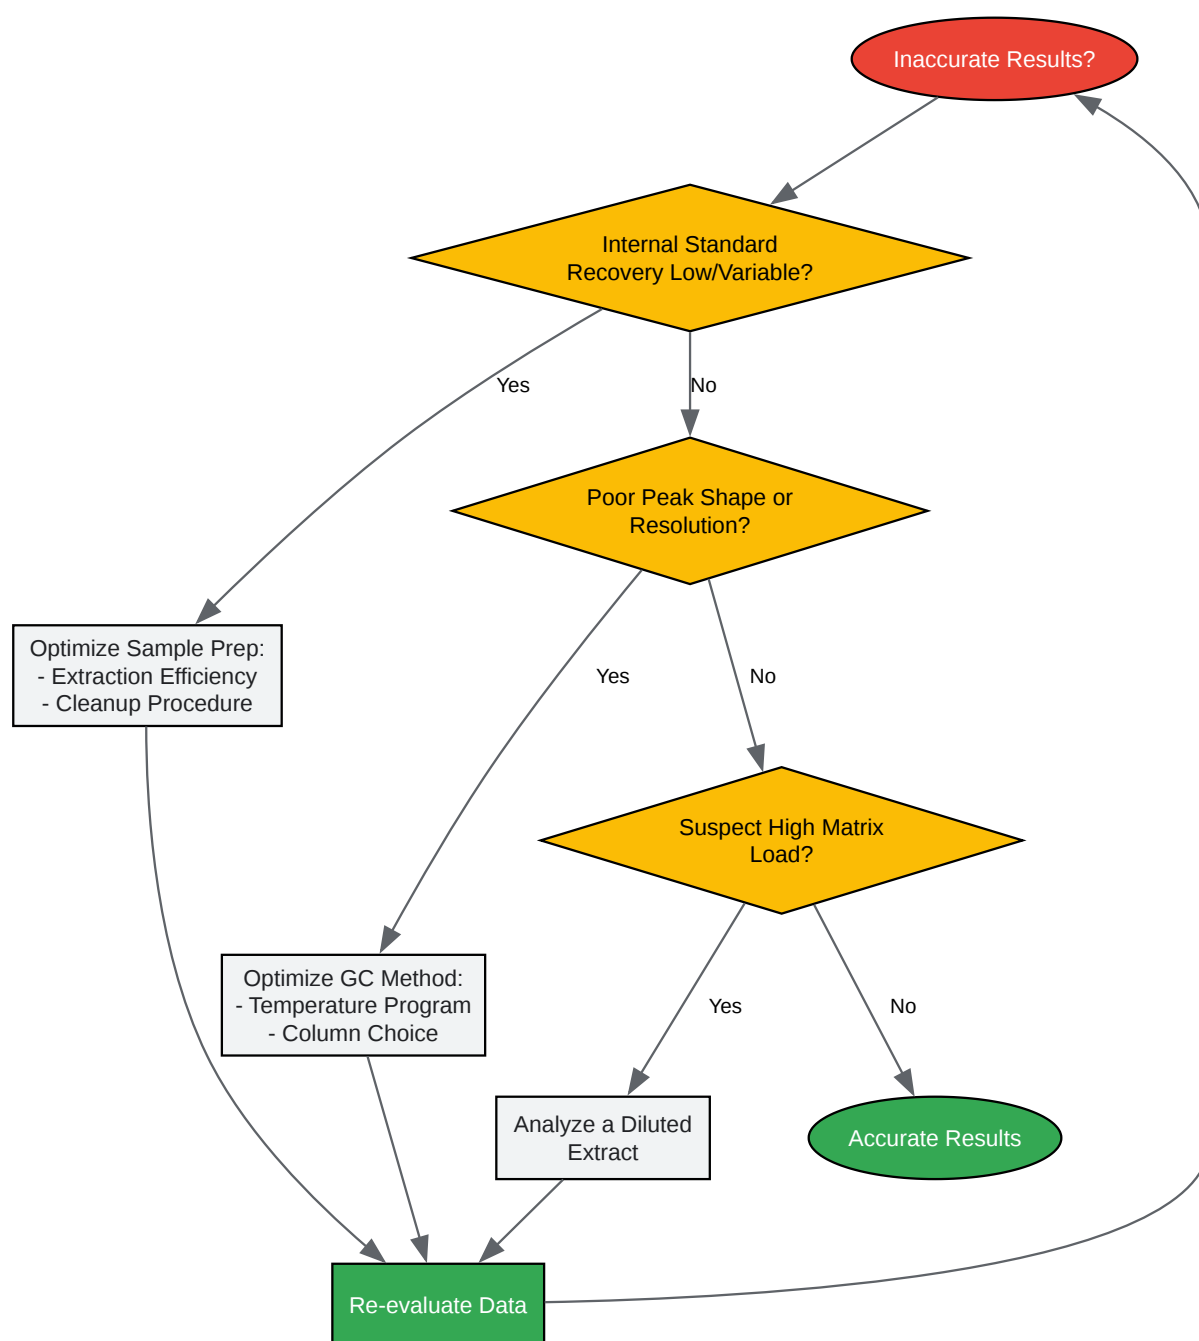 Inaccurate Results?
Internal Standard
Recovery Low/Variable?
Yes
No
Poor Peak Shape or
Resolution?
Optimize Sample Prep:
- Extraction Efficiency
- Cleanup Procedure
Yes
No
Suspect High Matrix
Load?
Optimize GC Method:
- Temperature Program
- Column Choice
Yes
No
Analyze a Diluted
Extract
Accurate Results
Re-evaluate Data